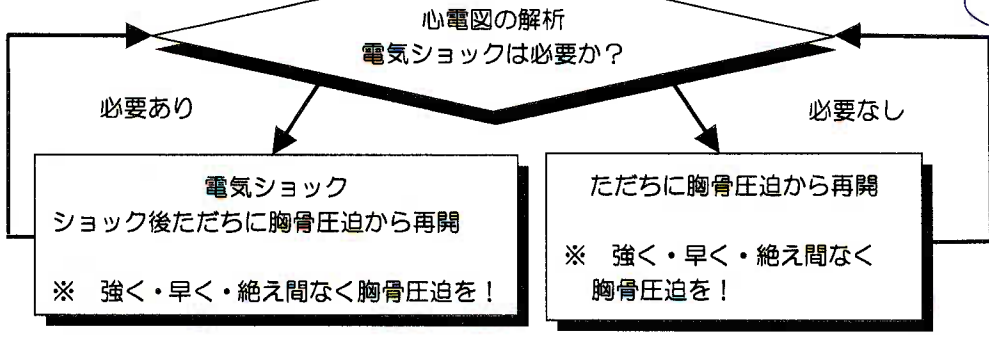 心電図の解析
電気ショックは必要か？
必要あり
必要なし
電気ショック
ショック後ただちに胸骨圧迫から再開
※　強く・早く・絶え間なく胸骨圧迫を！
ただちに胸骨圧迫から再開
※　強く・早く・絶え間なく
胸骨圧迫を！